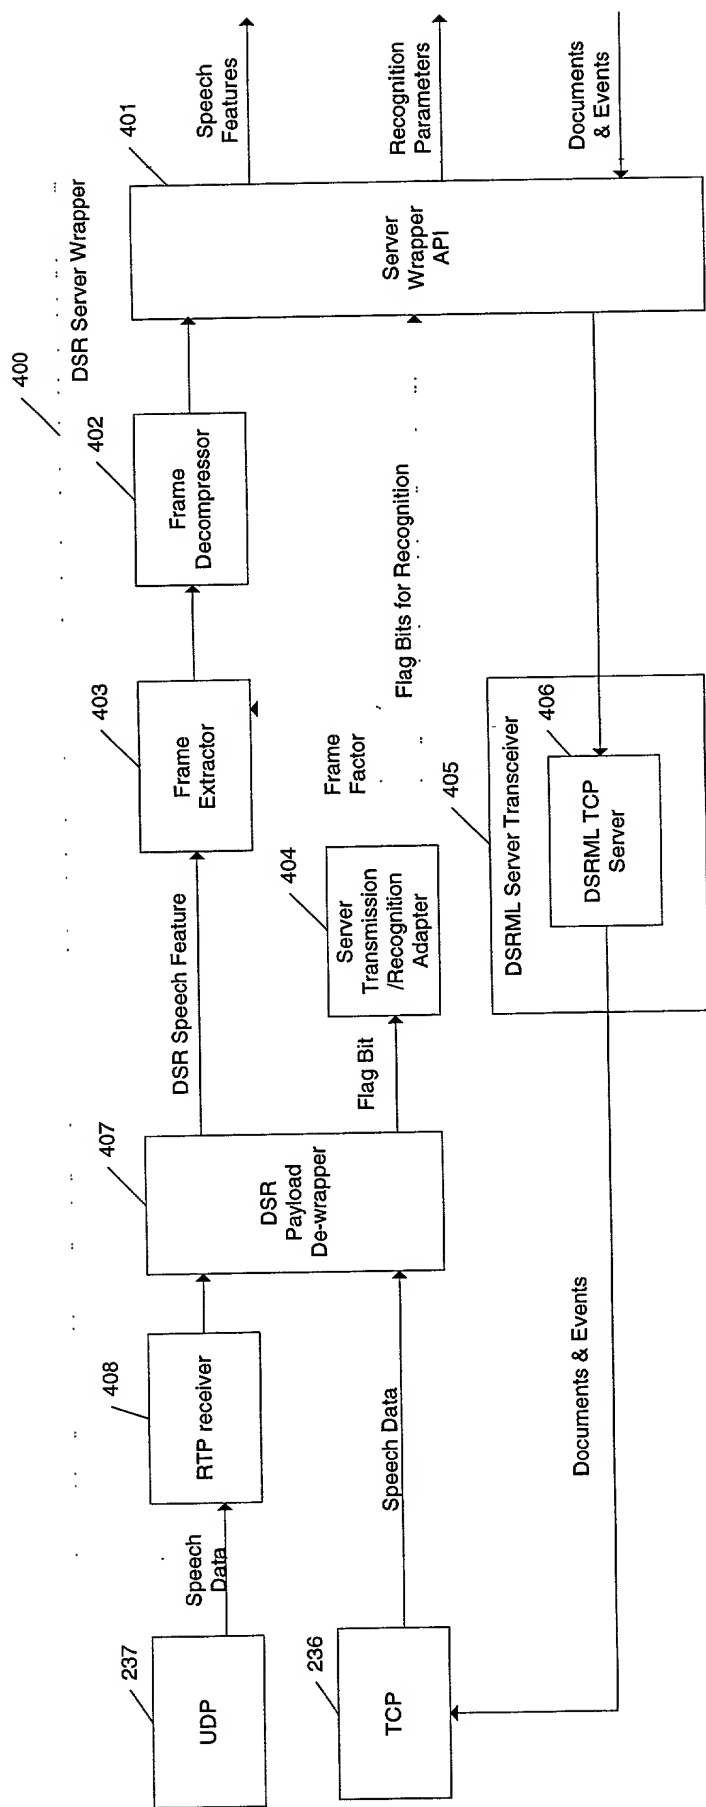 400
DSR Server Wrapper
237
UDP
Speech
Data
408
RTP receiver
407
DSR
Payload
De-wrapper
DSR Speech Feature
403
Frame
Extractor
402
Frame
Decompressor
401
Server
Wrapper
API
Speech
Features
236
TCP
Speech Data
Flag Bit
404
Server
Transmission
/Recognition
Adapter
Frame
Factor
Flag Bits for Recognition
Recognition
Parameters
405
DSRML Server Transceiver
406
DSRML TCP
Server
Documents & Events
Documents
& Events